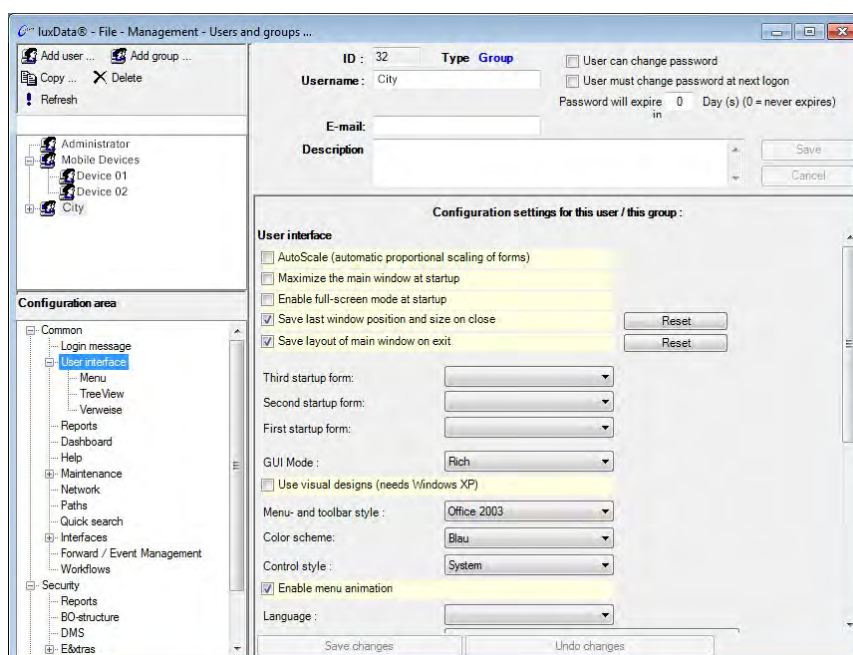 luxData® - File - Management - Users and groups ...
Add user ... Add group ...
Copy ... Delete
Refresh
Administrator
Mobile Devices
Device 01
Device 02
City
ID : 32 Type Group
Username : City
E-mail:
Description
User can change password
User must change password at next logon
Password will expire in 0 Day (s) (0 = never expires)
Save
Cancel
Configuration area
Common
Login message
User interface
Menu
TreeView
Verweise
Reports
Dashboard
Help
Maintenance
Network
Paths
Quick search
Interfaces
Forward / Event Management
Workflows
Security
Reports
BO-structure
DMS
E&xtras
Configuration settings for this user / this group :
User interface
AutoScale (automatic proportional scaling of forms)
Maximize the main window at startup
Enable full-screen mode at startup
Save last window position and size on close Reset
Save layout of main window on exit Reset
Third startup form:
Second startup form:
First startup form:
GUI Mode : Rich
Use visual designs (needs Windows XP)
Menu- and toolbar style : Office 2003
Color scheme: Blau
Control style : System
Enable menu animation
Language :
Save changes Undo changes